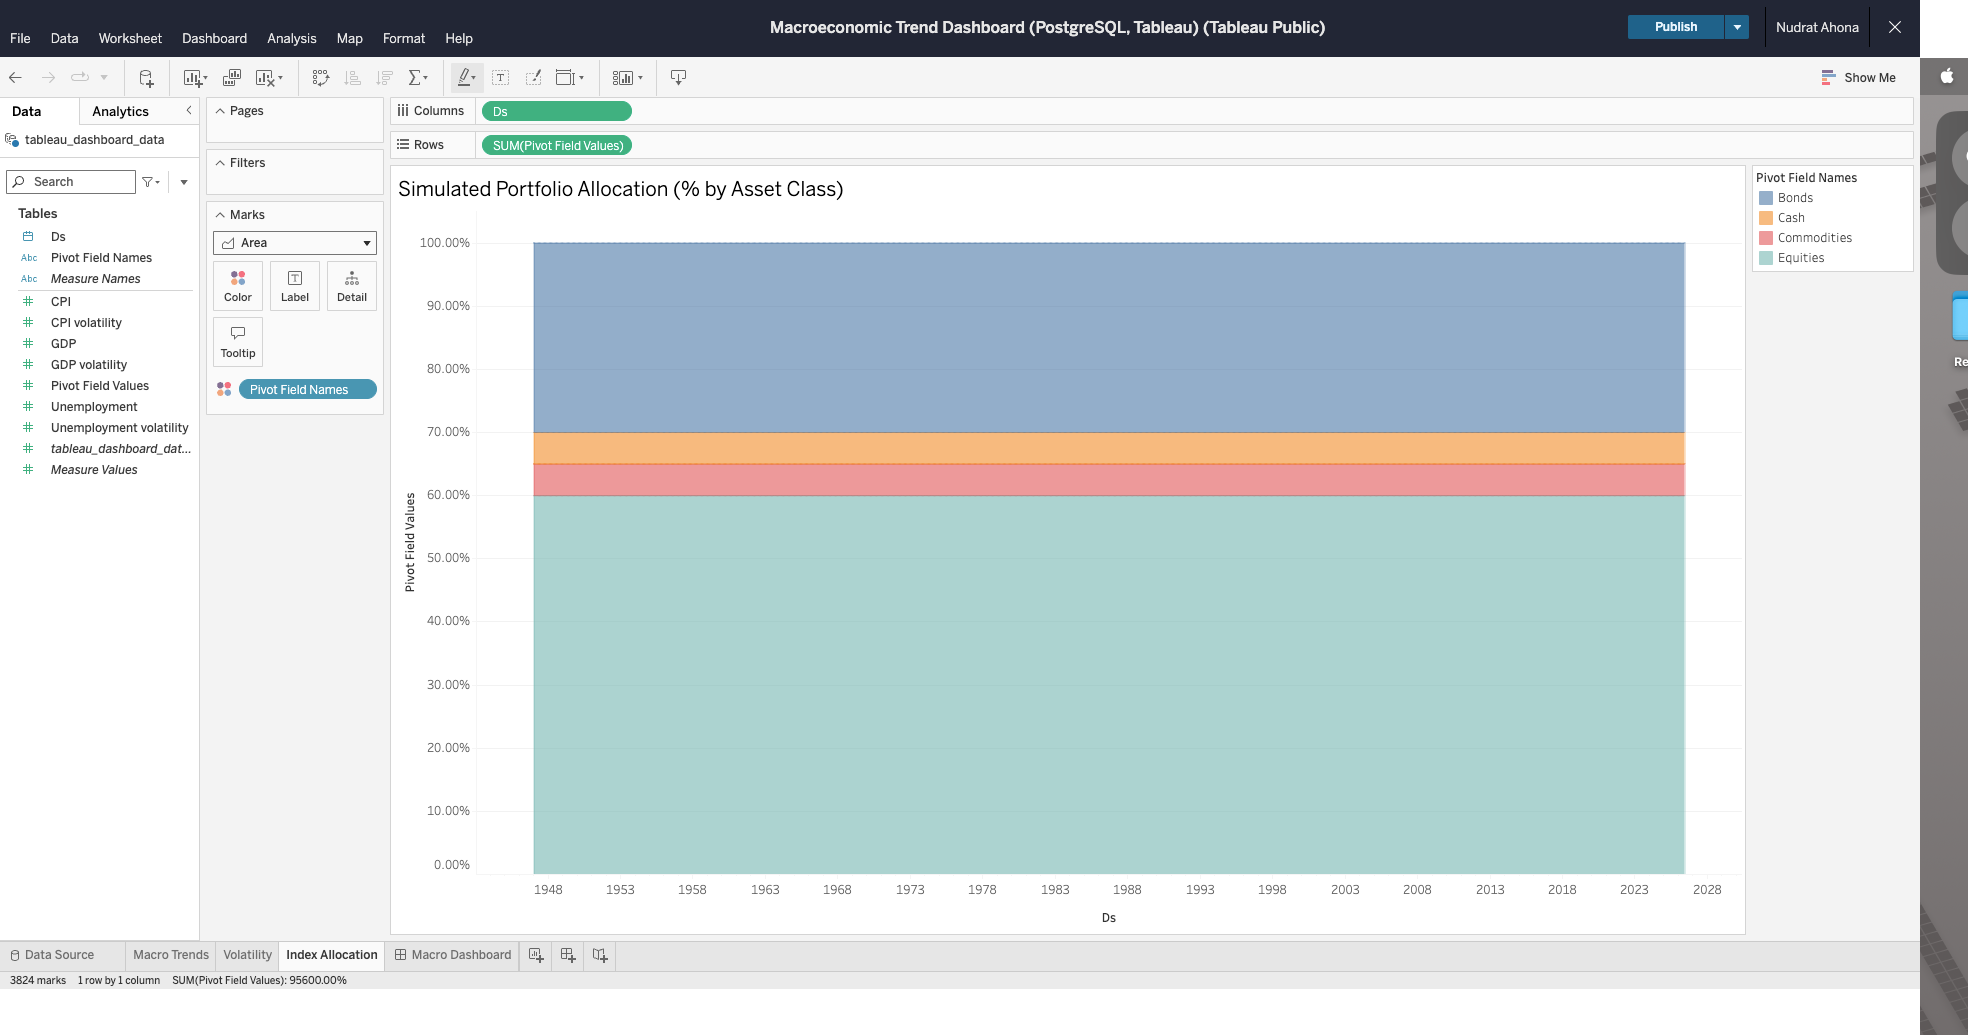 Macroeconomic Trend Dashboard (PostgreSQL, Tableau) (Tableau Public)
Publish
Nudrat Ahona
File Data Worksheet Dashboard Analysis Map Format Help
Show Me
Data Analytics
tableau_dashboard_data
Search
Tables
Ds
Abc Pivot Field Names
Abc Measure Names
CPI
CPI volatility
GDP
GDP volatility
Pivot Field Values
Unemployment
Unemployment volatility
tableau_dashboard_dat...
Measure Values
Pages
Filters
Marks
Area
Color Label Detail
Tooltip
Pivot Field Names
Columns Ds
Rows SUM(Pivot Field Values)
Simulated Portfolio Allocation (% by Asset Class)
100.00%
90.00%
80.00%
70.00%
60.00%
50.00%
40.00%
30.00%
20.00%
10.00%
0.00%
Pivot Field Values
1948 1953 1958 1963 1968 1973 1978 1983 1988 1993 1998 2003 2008 2013 2018 2023 2028
Ds
Pivot Field Names
Bonds
Cash
Commodities
Equities
Re
Data Source Macro Trends Volatility Index Allocation Macro Dashboard
3824 marks 1 row by 1 column SUM(Pivot Field Values): 95600.00%